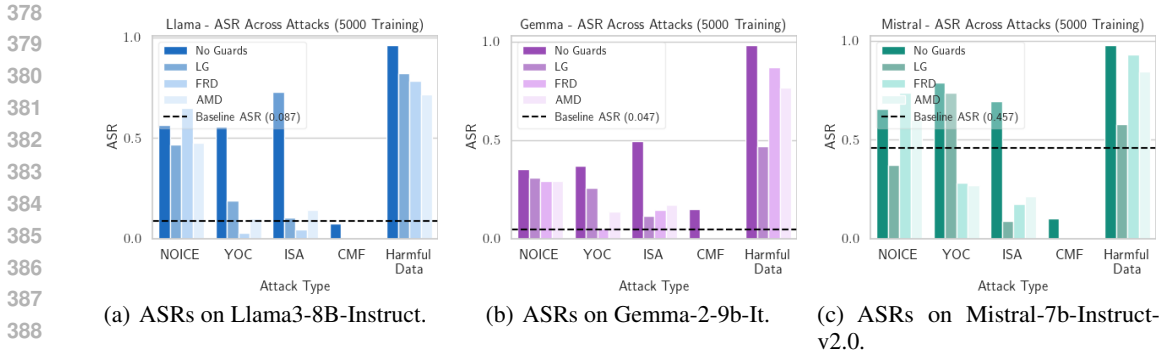 378
379
380
381
382
383
384
385
386
387
388
Llama - ASR Across Attacks (5000 Training)
1.0
0.5
0.0
ASR
No Guards
LG
FRD
AMD
Baseline ASR (0.087)
NOICE YOC ISA CMF Harmful
Data
Attack Type
(a) ASRs on Llama3-8B-Instruct.
Gemma - ASR Across Attacks (5000 Training)
1.0
0.5
0.0
ASR
No Guards
LG
FRD
AMD
Baseline ASR (0.047)
NOICE YOC ISA CMF Harmful
Data
Attack Type
(b) ASRs on Gemma-2-9b-It.
Mistral - ASR Across Attacks (5000 Training)
1.0
0.5
0.0
ASR
No Guards
LG
FRD
AMD
Baseline ASR (0.457)
NOICE YOC ISA CMF Harmful
Data
Attack Type
(c) ASRs on Mistral-7b-Instruct-
v2.0.